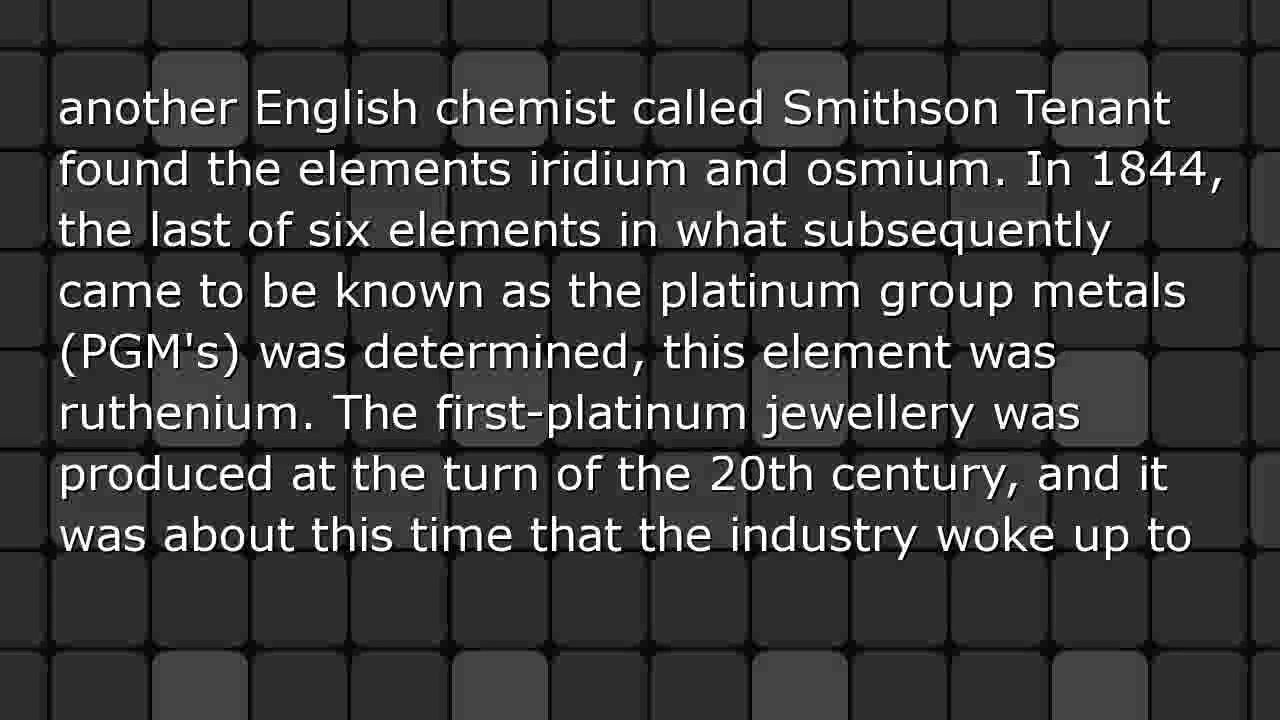 another English chemist called Smithson Tenant
found the elements iridium and osmium. In 1844,
the last of six elements in what subsequently
came to be known as the platinum group metals
(PGM's) was determined, this element was
ruthenium. The first-platinum jewellery was
produced at the turn of the 20th century, and it
was about this time that the industry woke up to